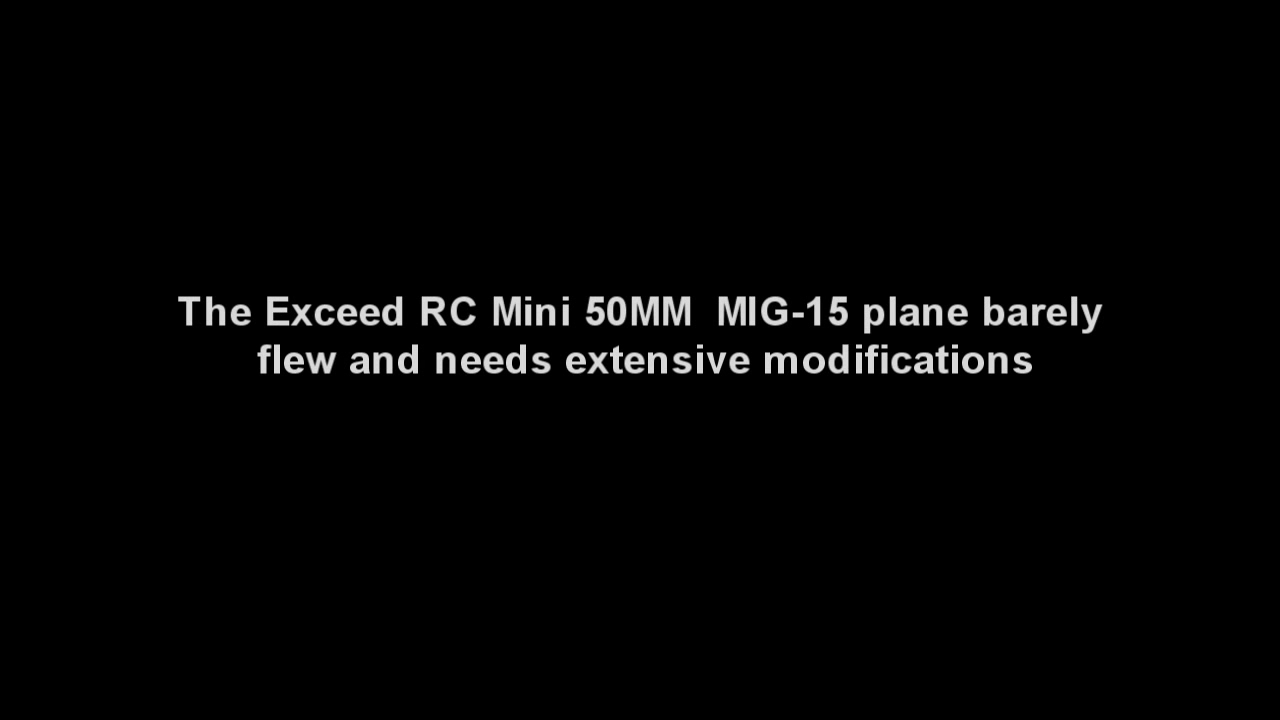 The Exceed RC Mini 50MM  MIG-15 plane barely
flew and needs extensive modifications